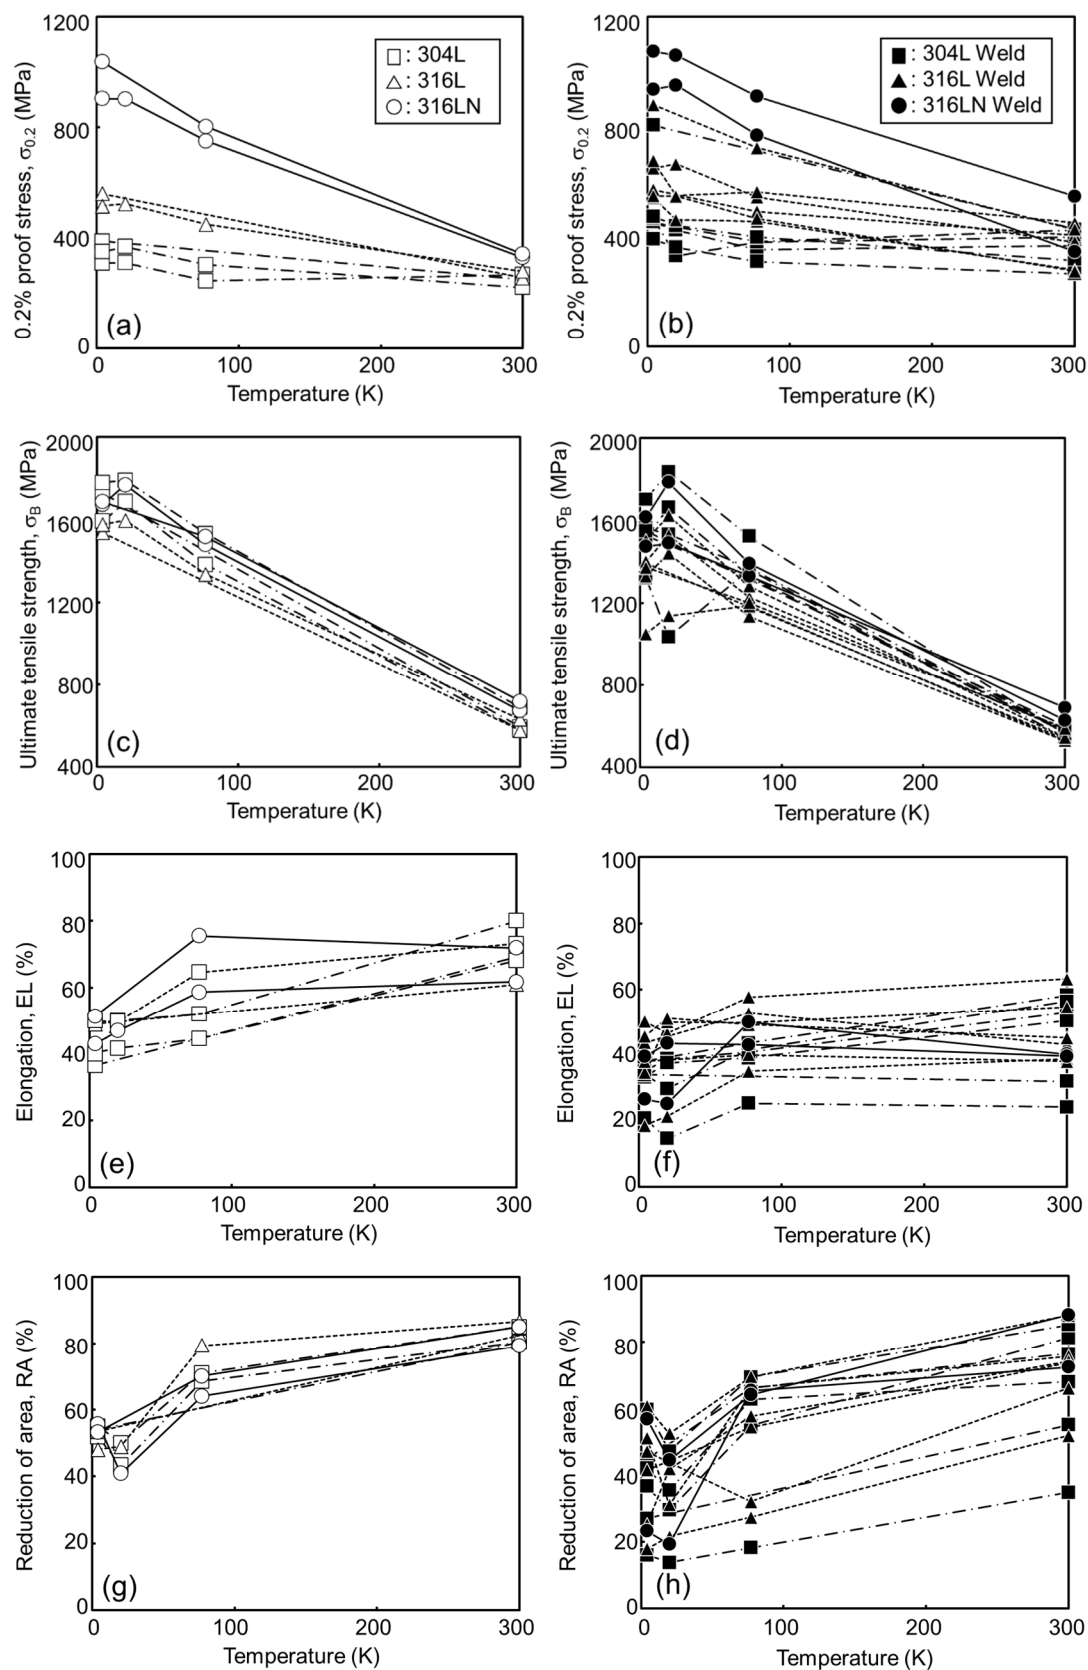 1200
800
400
0
0.2% proof stress, σ0.2 (MPa)
: 304L
: 316L
: 316LN
(a)
0
100
200
300
Temperature (K)
1200
800
400
0
0.2% proof stress, σ0.2 (MPa)
: 304L Weld
: 316L Weld
: 316LN Weld
(b)
0
100
200
300
Temperature (K)
2000
1600
1200
800
400
Ultimate tensile strength, σB (MPa)
(c)
0
100
200
300
Temperature (K)
2000
1600
1200
800
400
Ultimate tensile strength, σB (MPa)
(d)
0
100
200
300
Temperature (K)
100
80
60
40
20
0
Elongation, EL (%)
(e)
0
100
200
300
Temperature (K)
100
80
60
40
20
0
Elongation, EL (%)
(f)
0
100
200
300
Temperature (K)
100
80
60
40
20
0
Reduction of area, RA (%)
(g)
0
100
200
300
Temperature (K)
100
80
60
40
20
0
Reduction of area, RA (%)
(h)
0
100
200
300
Temperature (K)